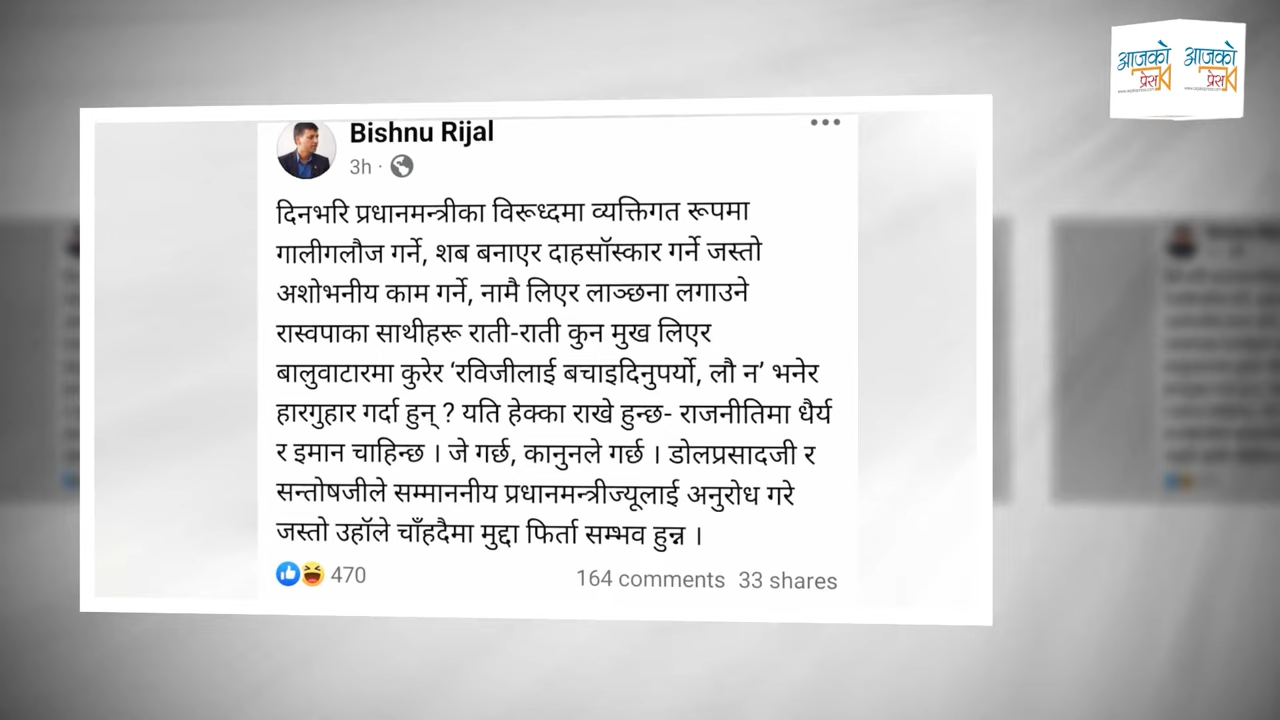 आजको
प्रेस
आजको
प्रेस
Bishnu Rijal
3h ·
दिनभरि प्रधानमन्त्रीका विरूध्दमा व्यक्तिगत रूपमा
गालीगलौज गर्ने, शब बनाएर दाहसॉस्कार गर्ने जस्तो
अशोभनीय काम गर्ने, नामै लिएर लाञ्छना लगाउने
रास्वपाका साथीहरू राती-राती कुन मुख लिएर
बालुवाटारमा कुरेर ‘रविजीलाई बचाइदिनुपर्यो, लौ न’ भनेर
हारगुहार गर्दा हुन् ? यति हेक्का राखे हुन्छ- राजनीतिमा धैर्य
र इमान चाहिन्छ । जे गर्छ, कानुनले गर्छ । डोलप्रसादजी र
सन्तोषजीले सम्माननीय प्रधानमन्त्रीज्यूलाई अनुरोध गरे
जस्तो उहॉले चाँहदैमा मुद्दा फिर्ता सम्भव हुन्न ।
470 164 comments 33 shares